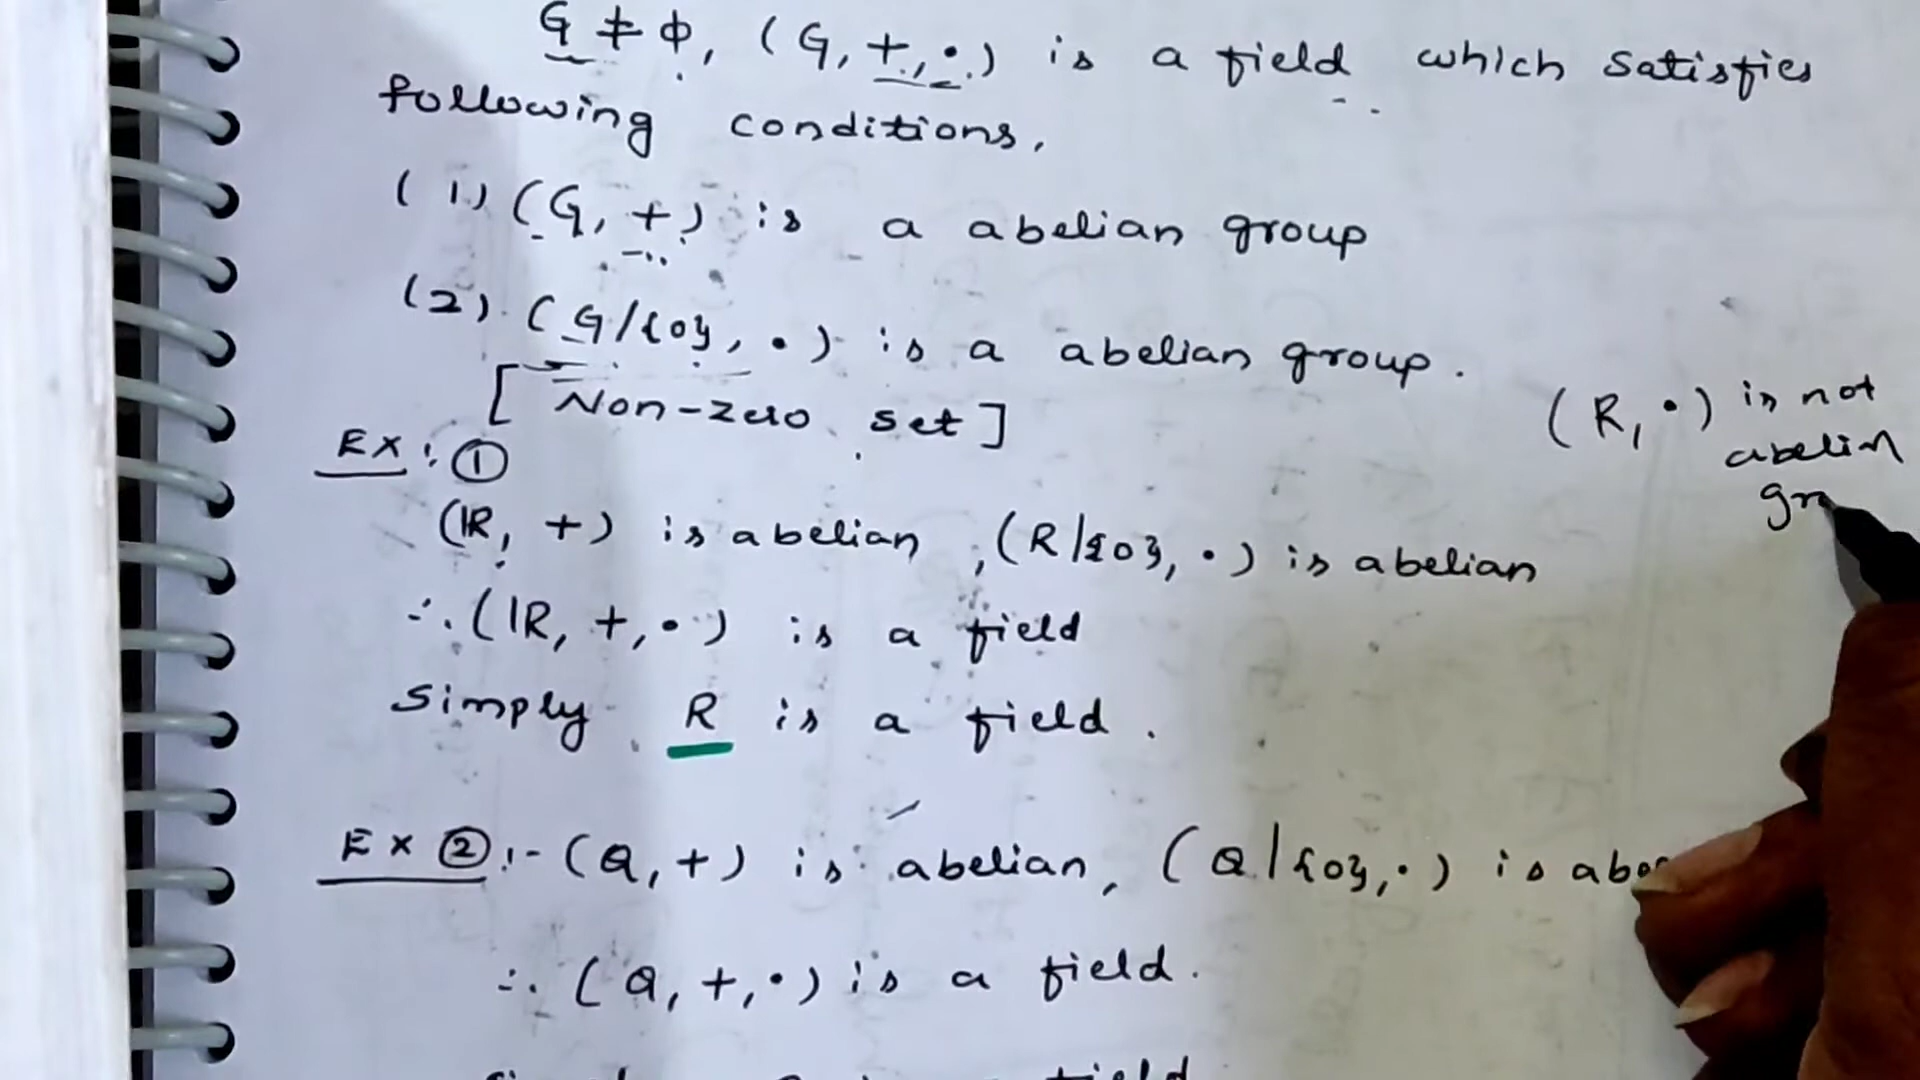 G ≠ ϕ, (G, +, •) is a field which satisfies
following conditions,
(1) (G, +) is a abelian group
(2). (G/{0}, •) is a abelian group.
[Non-zero set]
(R, •) is not
abelian
gr
EX: ①
(ℝ, +) is abelian, (R|{0}, •) is abelian
∴ (ℝ, +, •) is a field
Simply R is a field.
EX ②:- (Q, +) is abelian, (Q|{0}, •) is abe
∴ (Q, +, •) is a field.